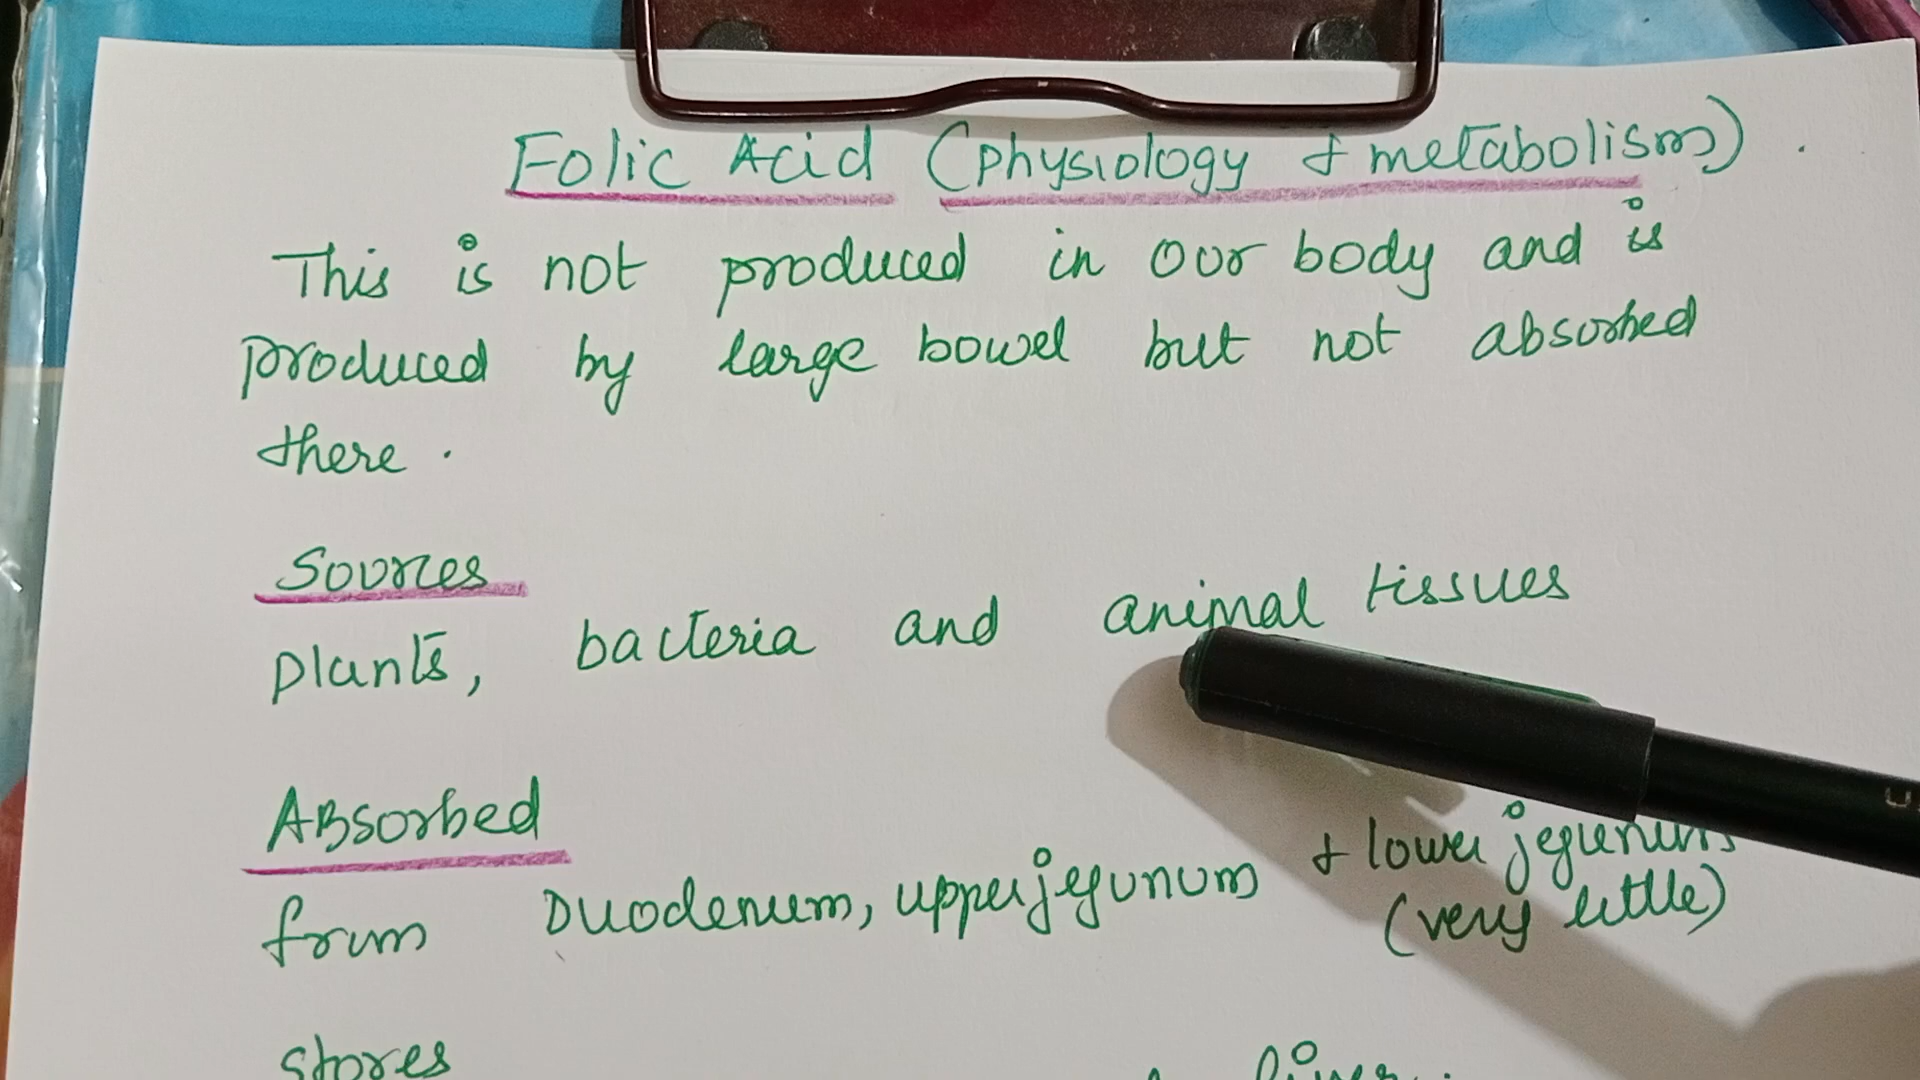 Folic Acid (physiology & metabolism).
This is not produced in our body and is
produced by large bowel but not absorbed
there.
Sources
plants, bacteria and animal tissues
Absorbed
from Duodenum, upper jejunum & lower jejunum
(very little)
stores
liver.